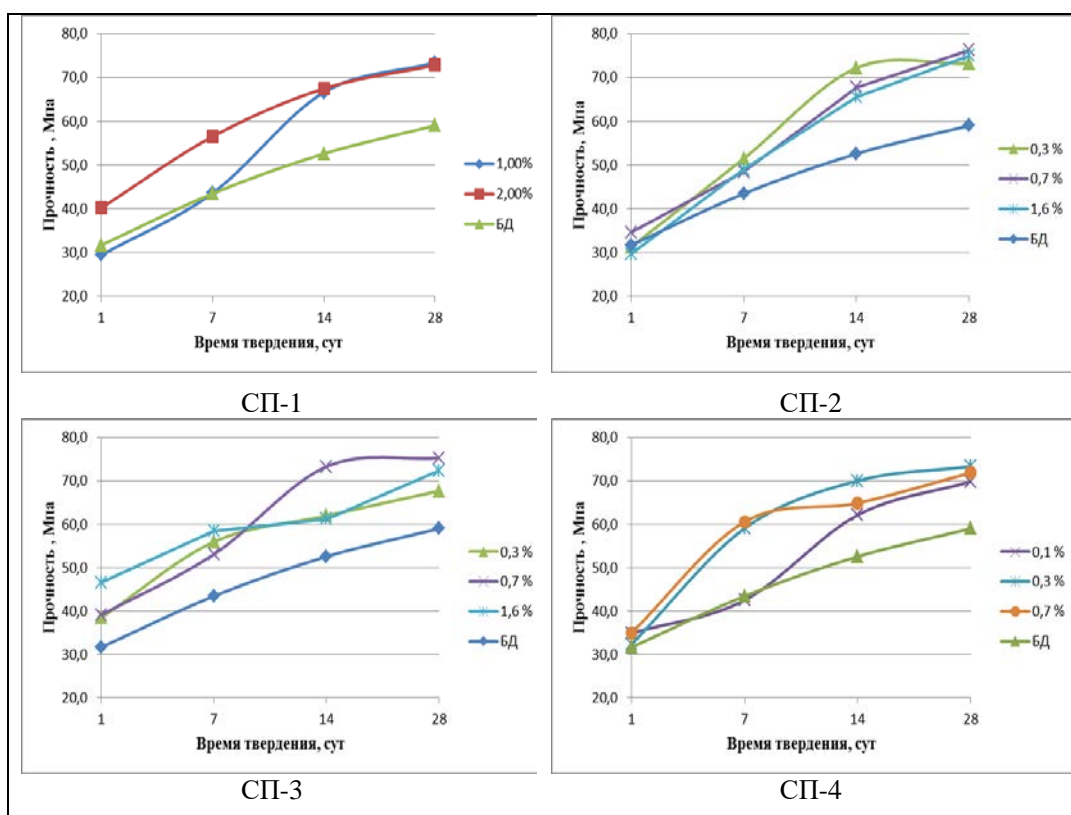 80,0
70,0
60,0
50,0
40,0
30,0
20,0
Прочность , Мпа
1 7 14 28
Время твердения, сут
1,00%
2,00%
БД
СП-1
80,0
70,0
60,0
50,0
40,0
30,0
20,0
Прочность , Мпа
1 7 14 28
Время твердения, сут
0,3 %
0,7 %
1,6 %
БД
СП-2
80,0
70,0
60,0
50,0
40,0
30,0
20,0
Прочность , Мпа
1 7 14 28
Время твердения, сут
0,3 %
0,7 %
1,6 %
БД
СП-3
80,0
70,0
60,0
50,0
40,0
30,0
20,0
Прочность , Мпа
1 7 14 28
Время твердения, сут
0,1 %
0,3 %
0,7 %
БД
СП-4